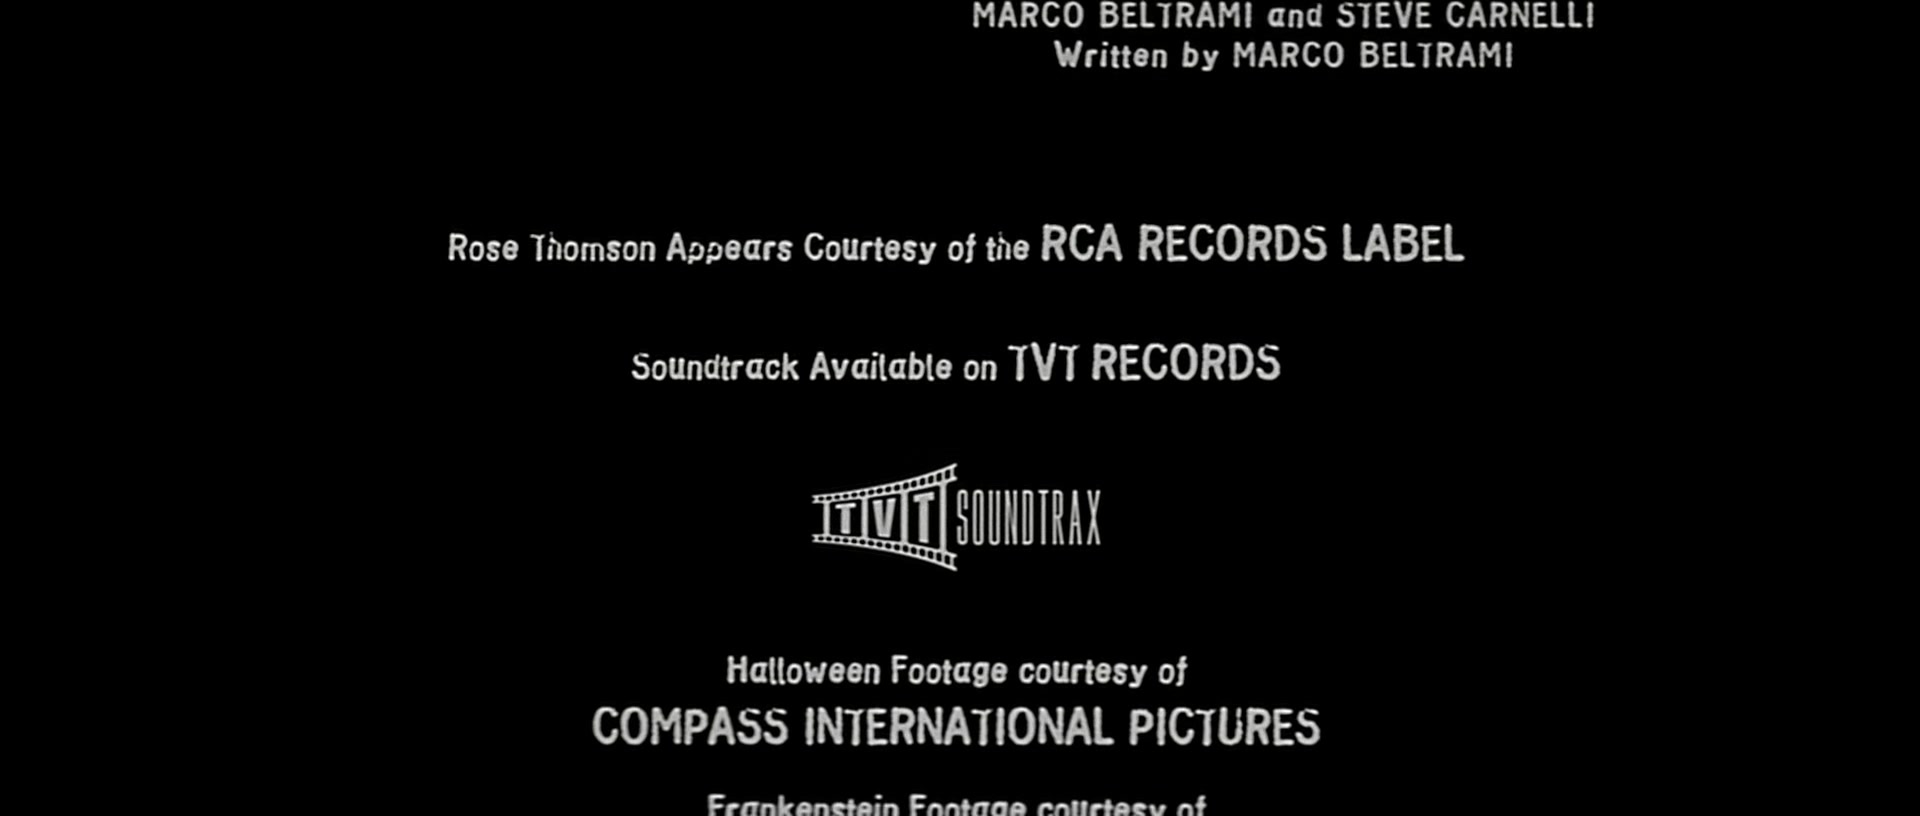 MARCO BELTRAMI and STEVE CARNELLI
Written by MARCO BELTRAMI
Rose Thomson Appears Courtesy of the RCA RECORDS LABEL
Soundtrack Available on TVT RECORDS
TVT SOUNDTRAX
Halloween Footage courtesy of
COMPASS INTERNATIONAL PICTURES
Frankenstein Footage courtesy of